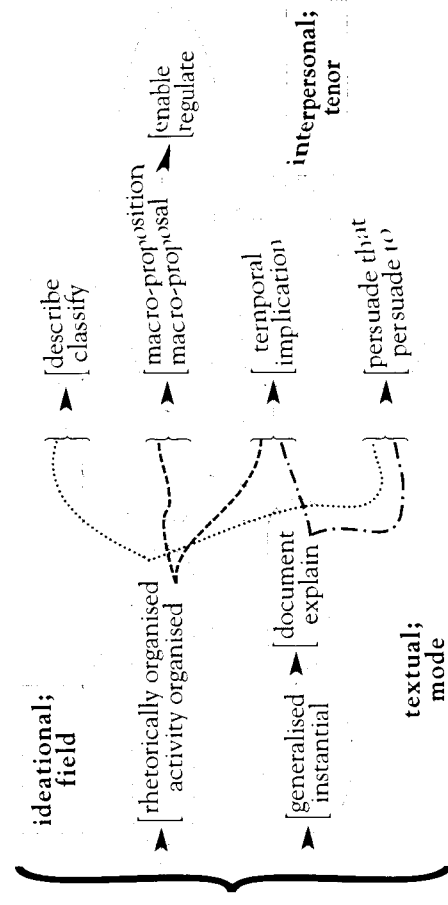 ideational;
field
describe
classify
rhetorically organised
activity organised
macro-proposition
macro-proposal
enable
regulate
generalised
instantial
document
explain
temporal
implication
interpersonal;
tenor
textual;
mode
persuade that
persuade to